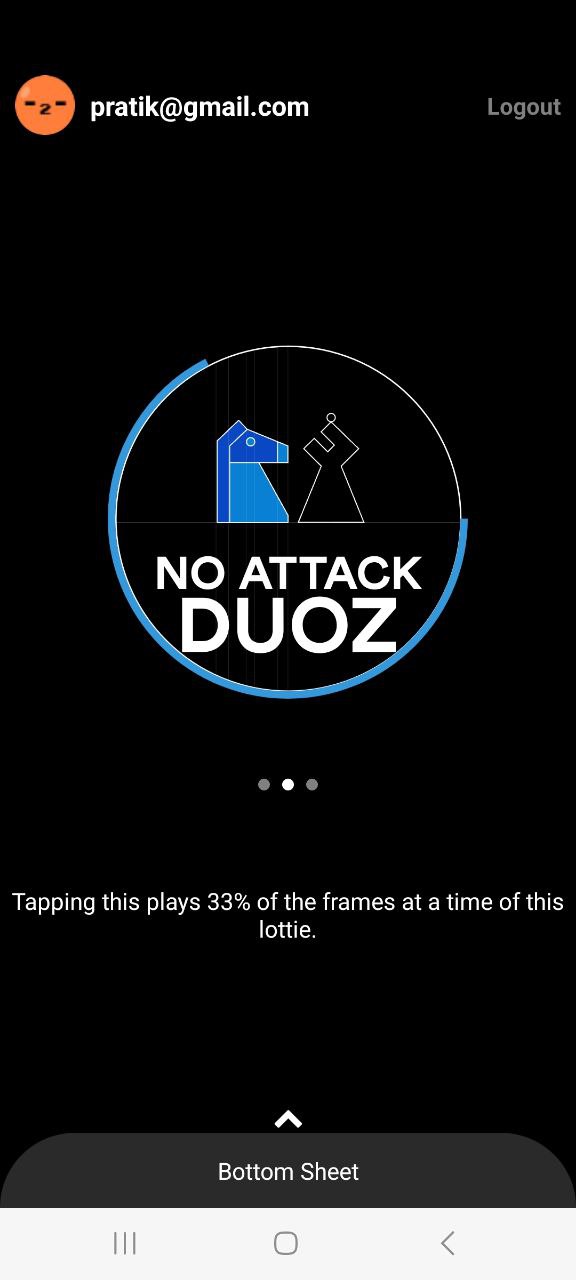 pratik@gmail.com
Logout
NO ATTACK
DUOZ
Tapping this plays 33% of the frames at a time of this
lottie.
Bottom Sheet